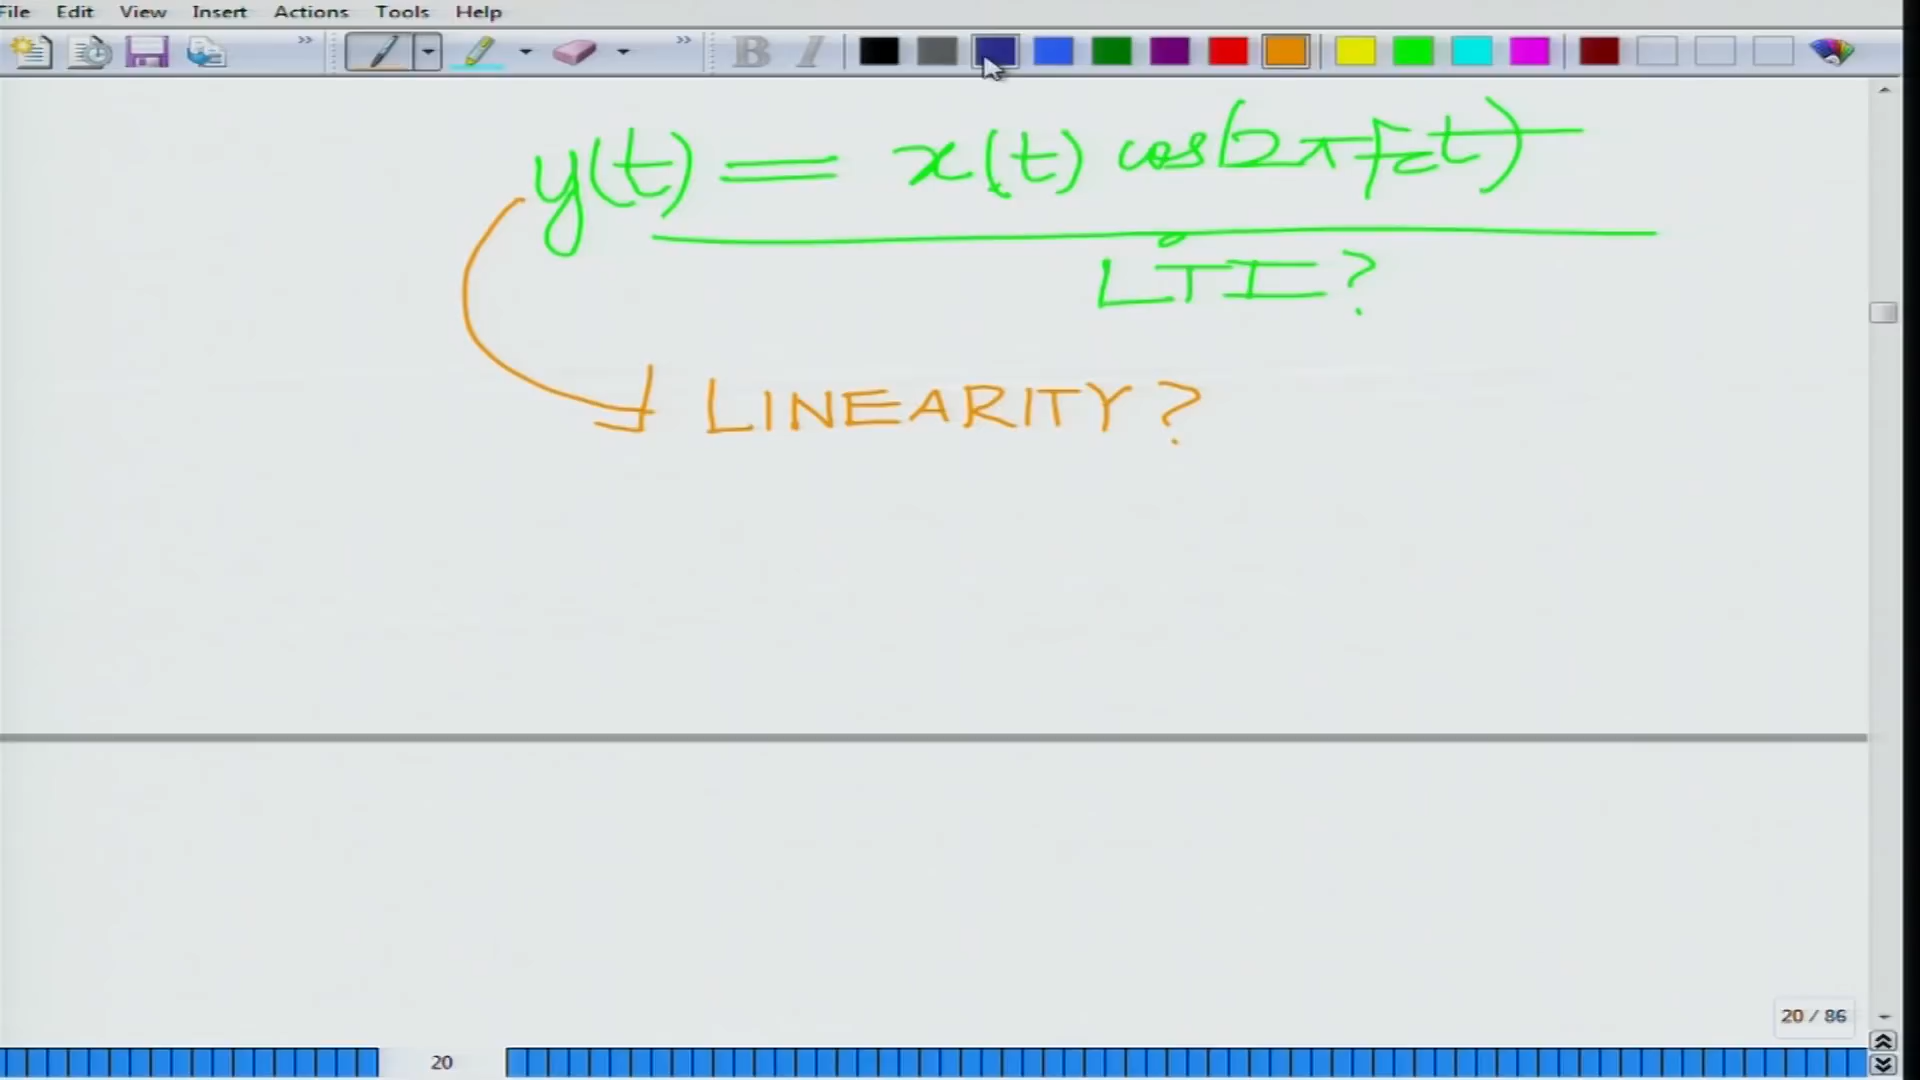 File Edit View Insert Actions Tools Help
B I
y(t) = x(t) cos(2πFct)
LTI?
LINEARITY?
20 / 86
20